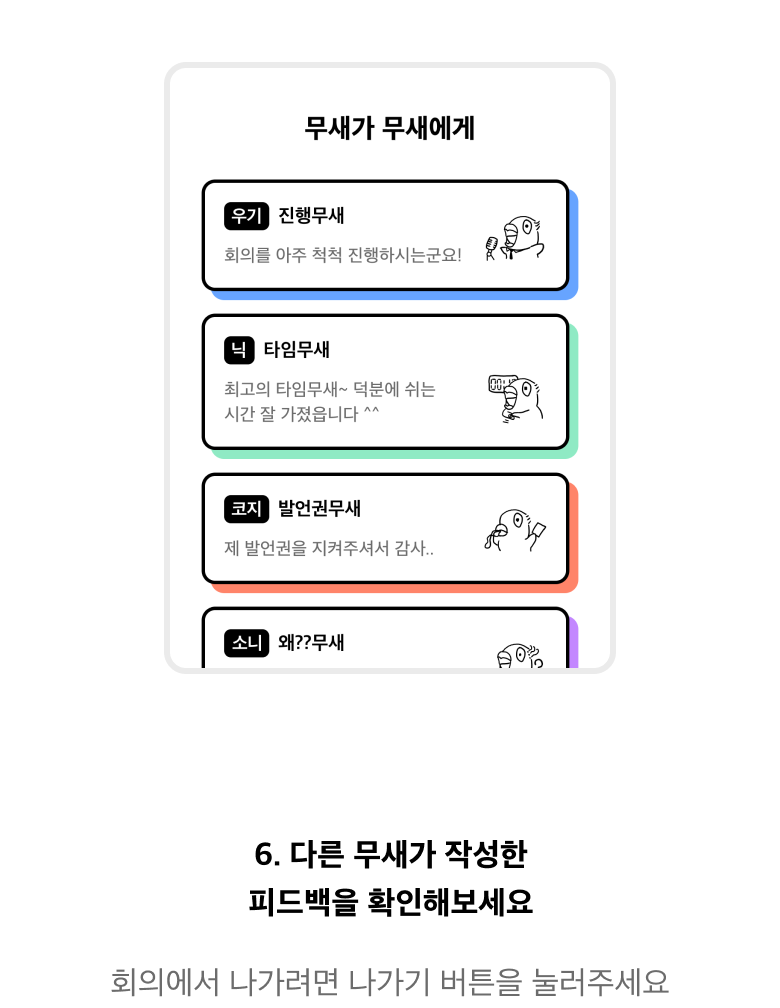 무새가 무새에게
우기 진행무새
회의를 아주 척척 진행하시는군요!
닉 타임무새
최고의 타임무새~ 덕분에 쉬는
시간 잘 가졌읍니다 ^^
코지 발언권무새
제 발언권을 지켜주셔서 감사..
소니 왜??무새
6. 다른 무새가 작성한
피드백을 확인해보세요
회의에서 나가려면 나가기 버튼을 눌러주세요